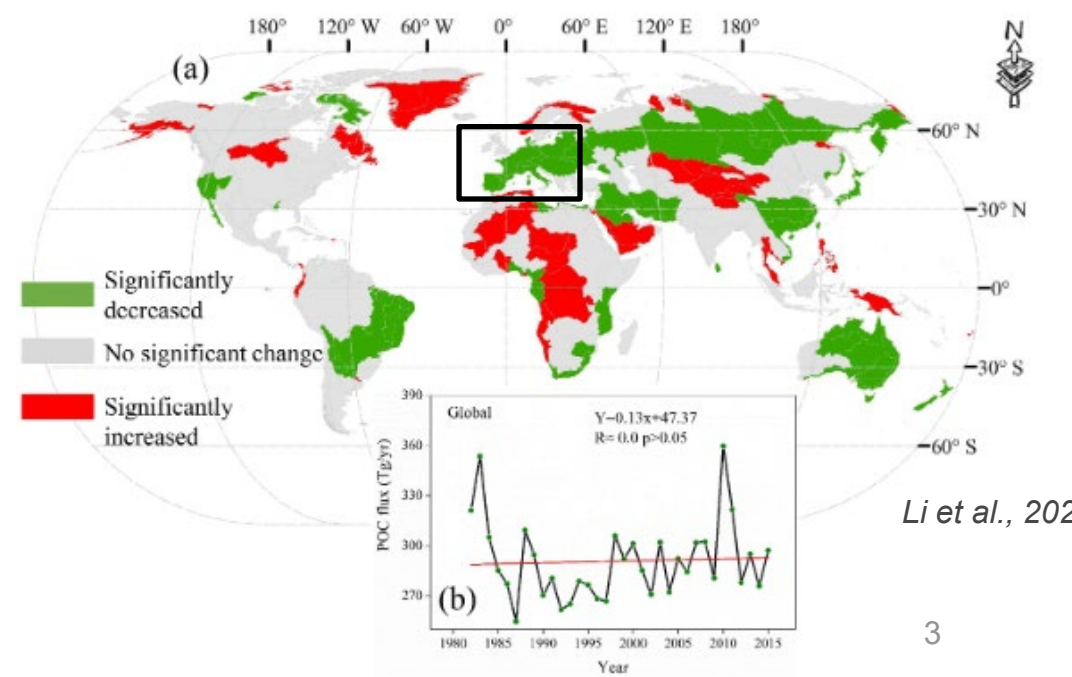 180° 120° W 60° W 0° 60° E 120° E 180°
N
(a)
60° N
30° N
0°
30° S
60° S
Significantly
decreased
No significant change
Significantly
increased
390
360
330
300
270
POC flux (Tg/yr)
Global
Y=0.13x+47.37
R= 0.0 p>0.05
(b)
1980 1985 1990 1995 2000 2005 2010 2015
Year
Li et al., 202
3